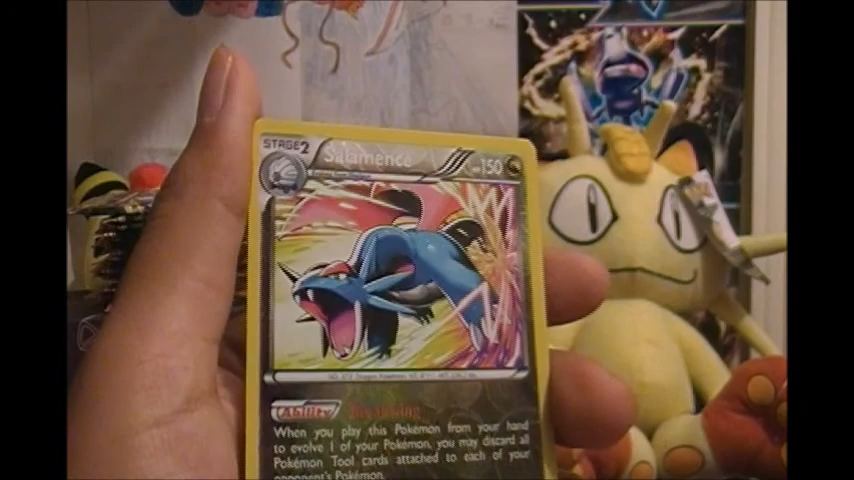 STAGE2
Salamence
HP150
Ability
When you play this Pokémon from your hand
to evolve 1 of your Pokémon, you may discard all
Pokémon Tool cards attached to each of your
opponent's Pokémon.